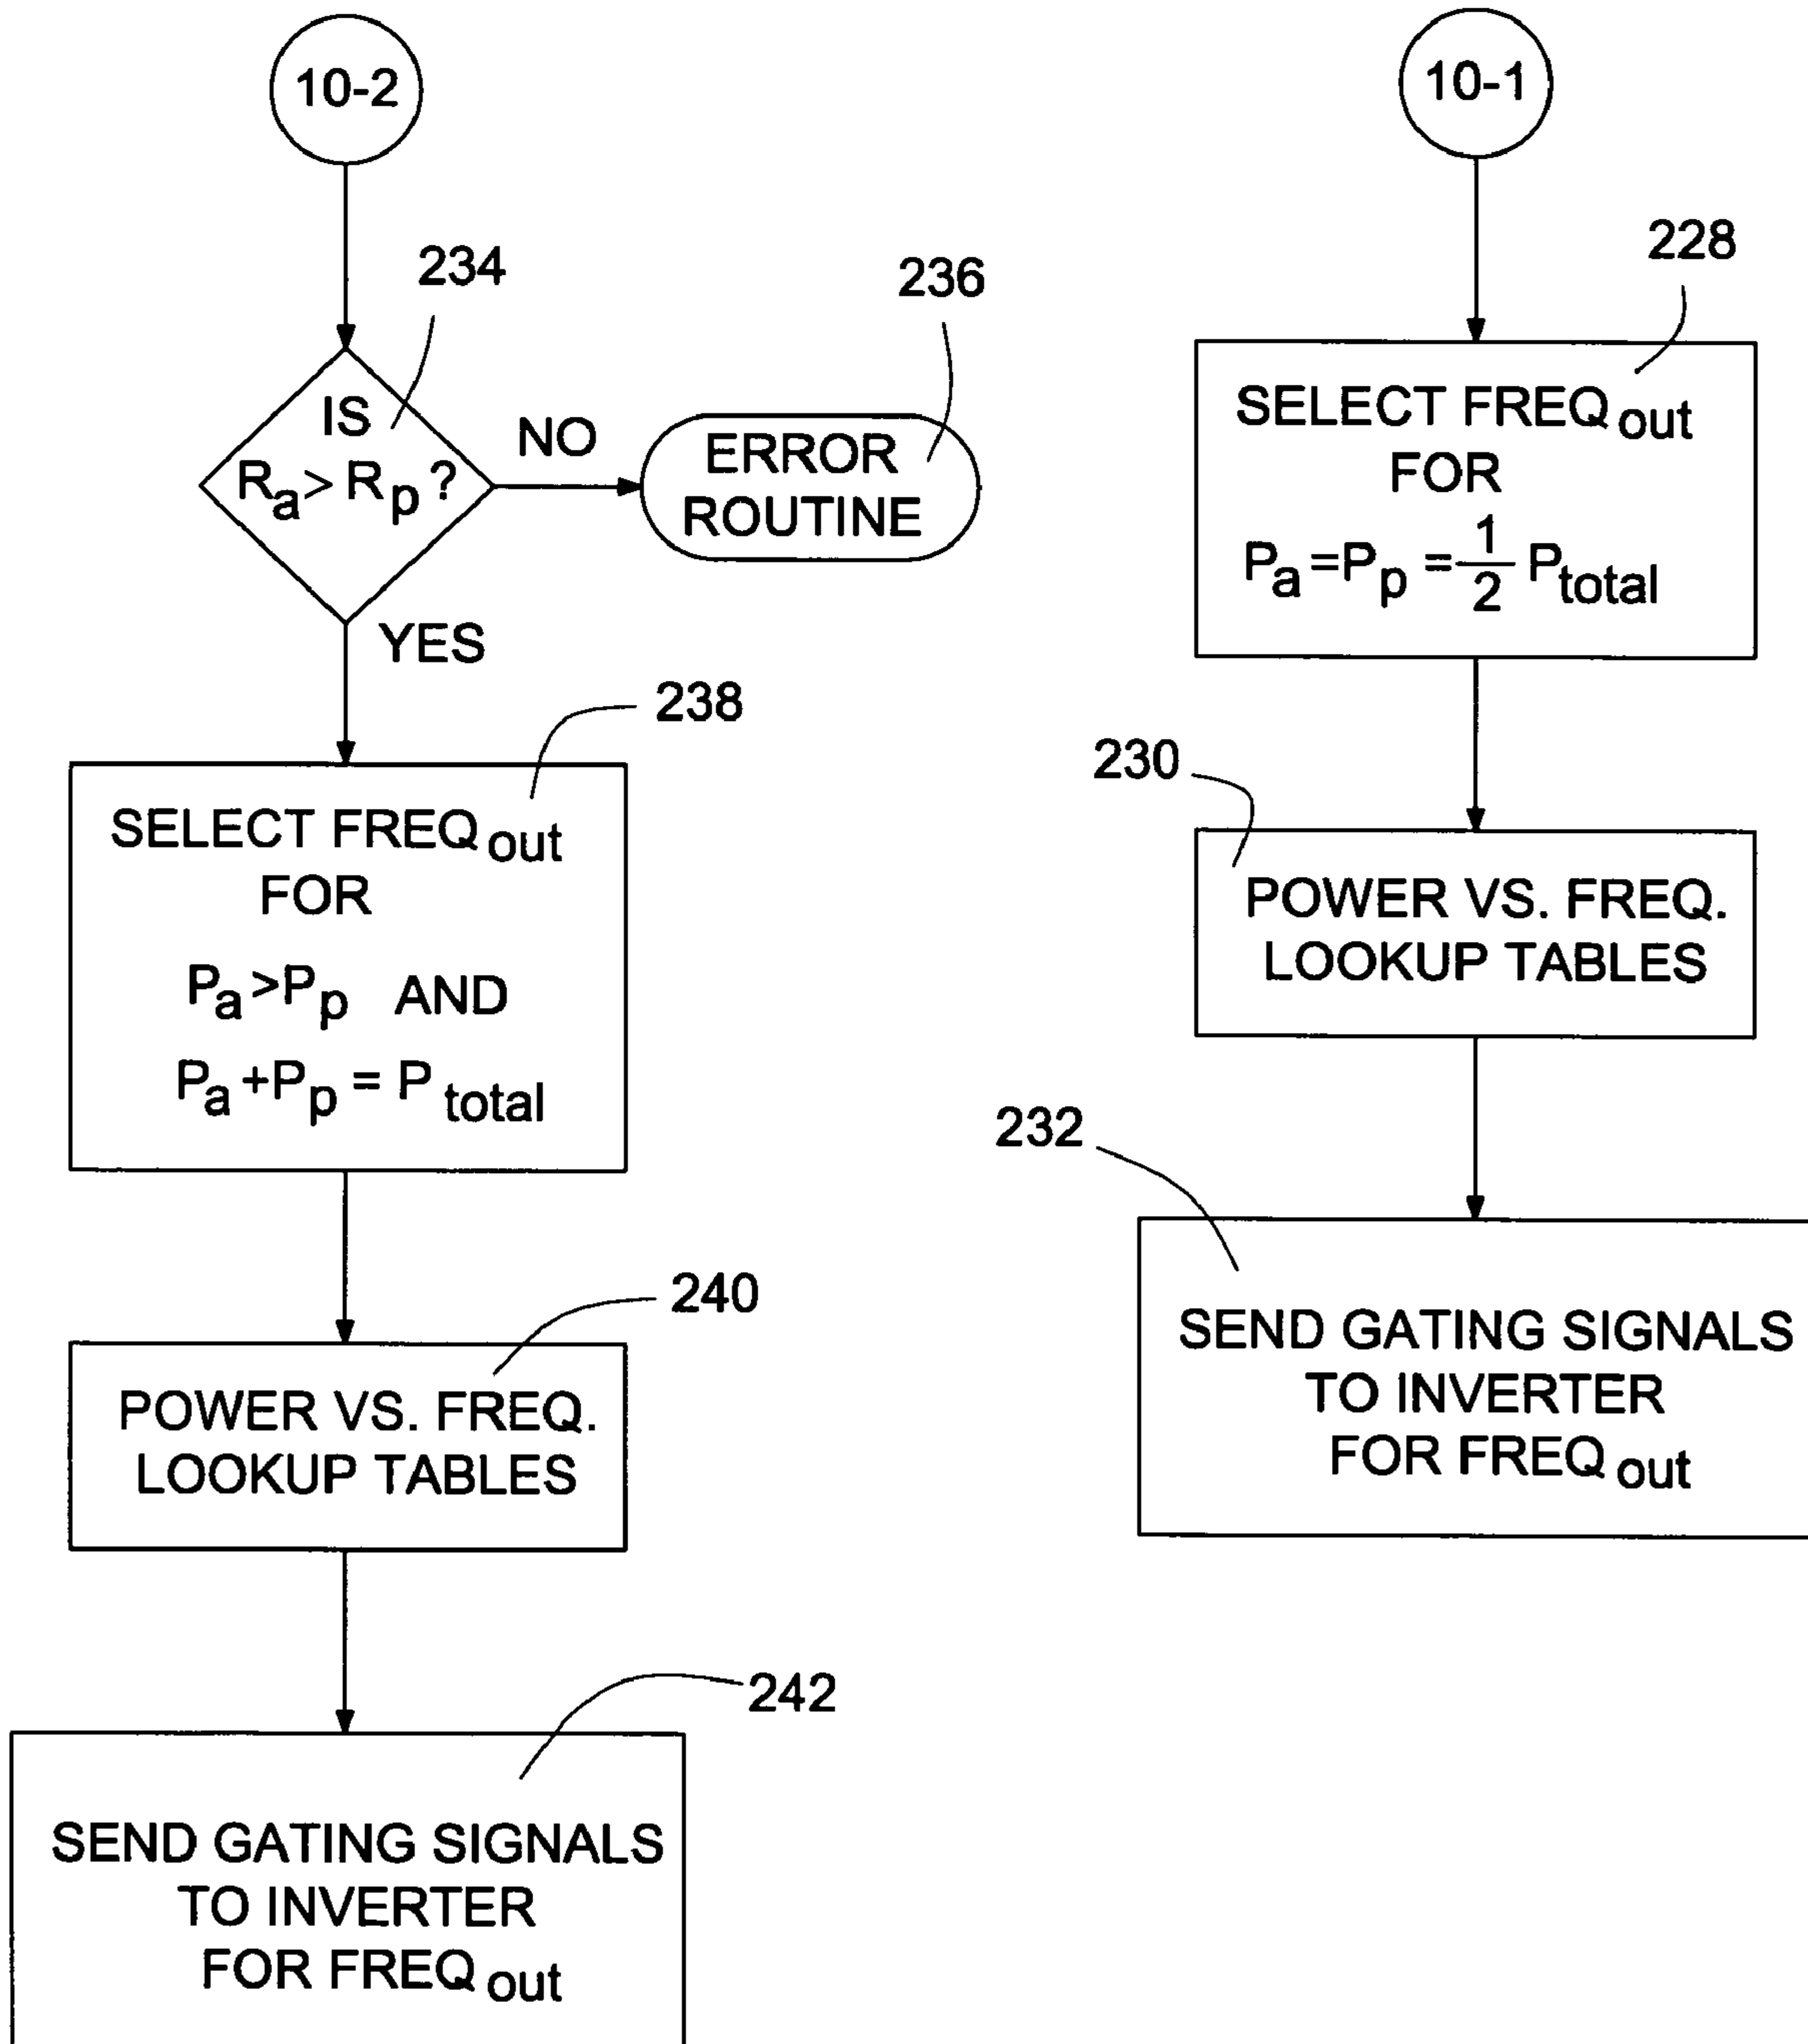 10-2
234
IS
Rₐ > Rₚ ?
NO
236
ERROR
ROUTINE
YES
238
SELECT FREQ out
FOR
Pₐ > Pₚ AND
Pₐ + Pₚ = P total
240
POWER VS. FREQ.
LOOKUP TABLES
242
SEND GATING SIGNALS
TO INVERTER
FOR FREQ out
10-1
228
SELECT FREQ out
FOR
Pₐ = Pₚ = 1/2 P total
230
POWER VS. FREQ.
LOOKUP TABLES
232
SEND GATING SIGNALS
TO INVERTER
FOR FREQ out